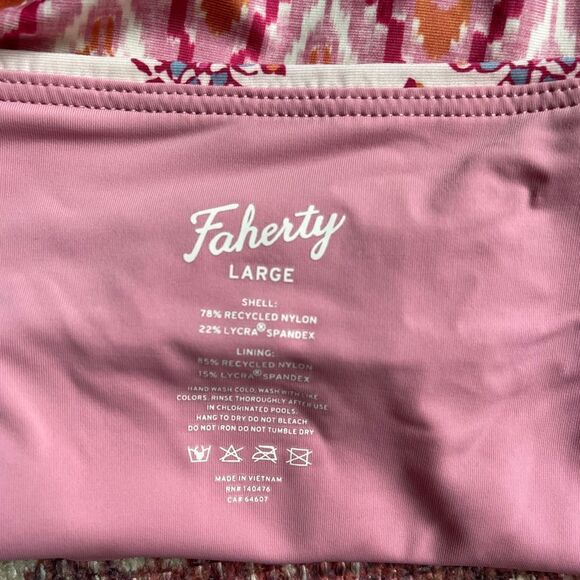 Faherty
LARGE
SHELL:
78% RECYCLED NYLON
22% LYCRA® SPANDEX
LINING:
85% RECYCLED NYLON
15% LYCRA® SPANDEX
HAND WASH COLD, WASH WITH LIKE
COLORS. RINSE THOROUGHLY AFTER USE
IN CHLORINATED POOLS.
HANG TO DRY DO NOT BLEACH
DO NOT IRON DO NOT TUMBLE DRY
MADE IN VIETNAM
RN# 140476
CA# 64607